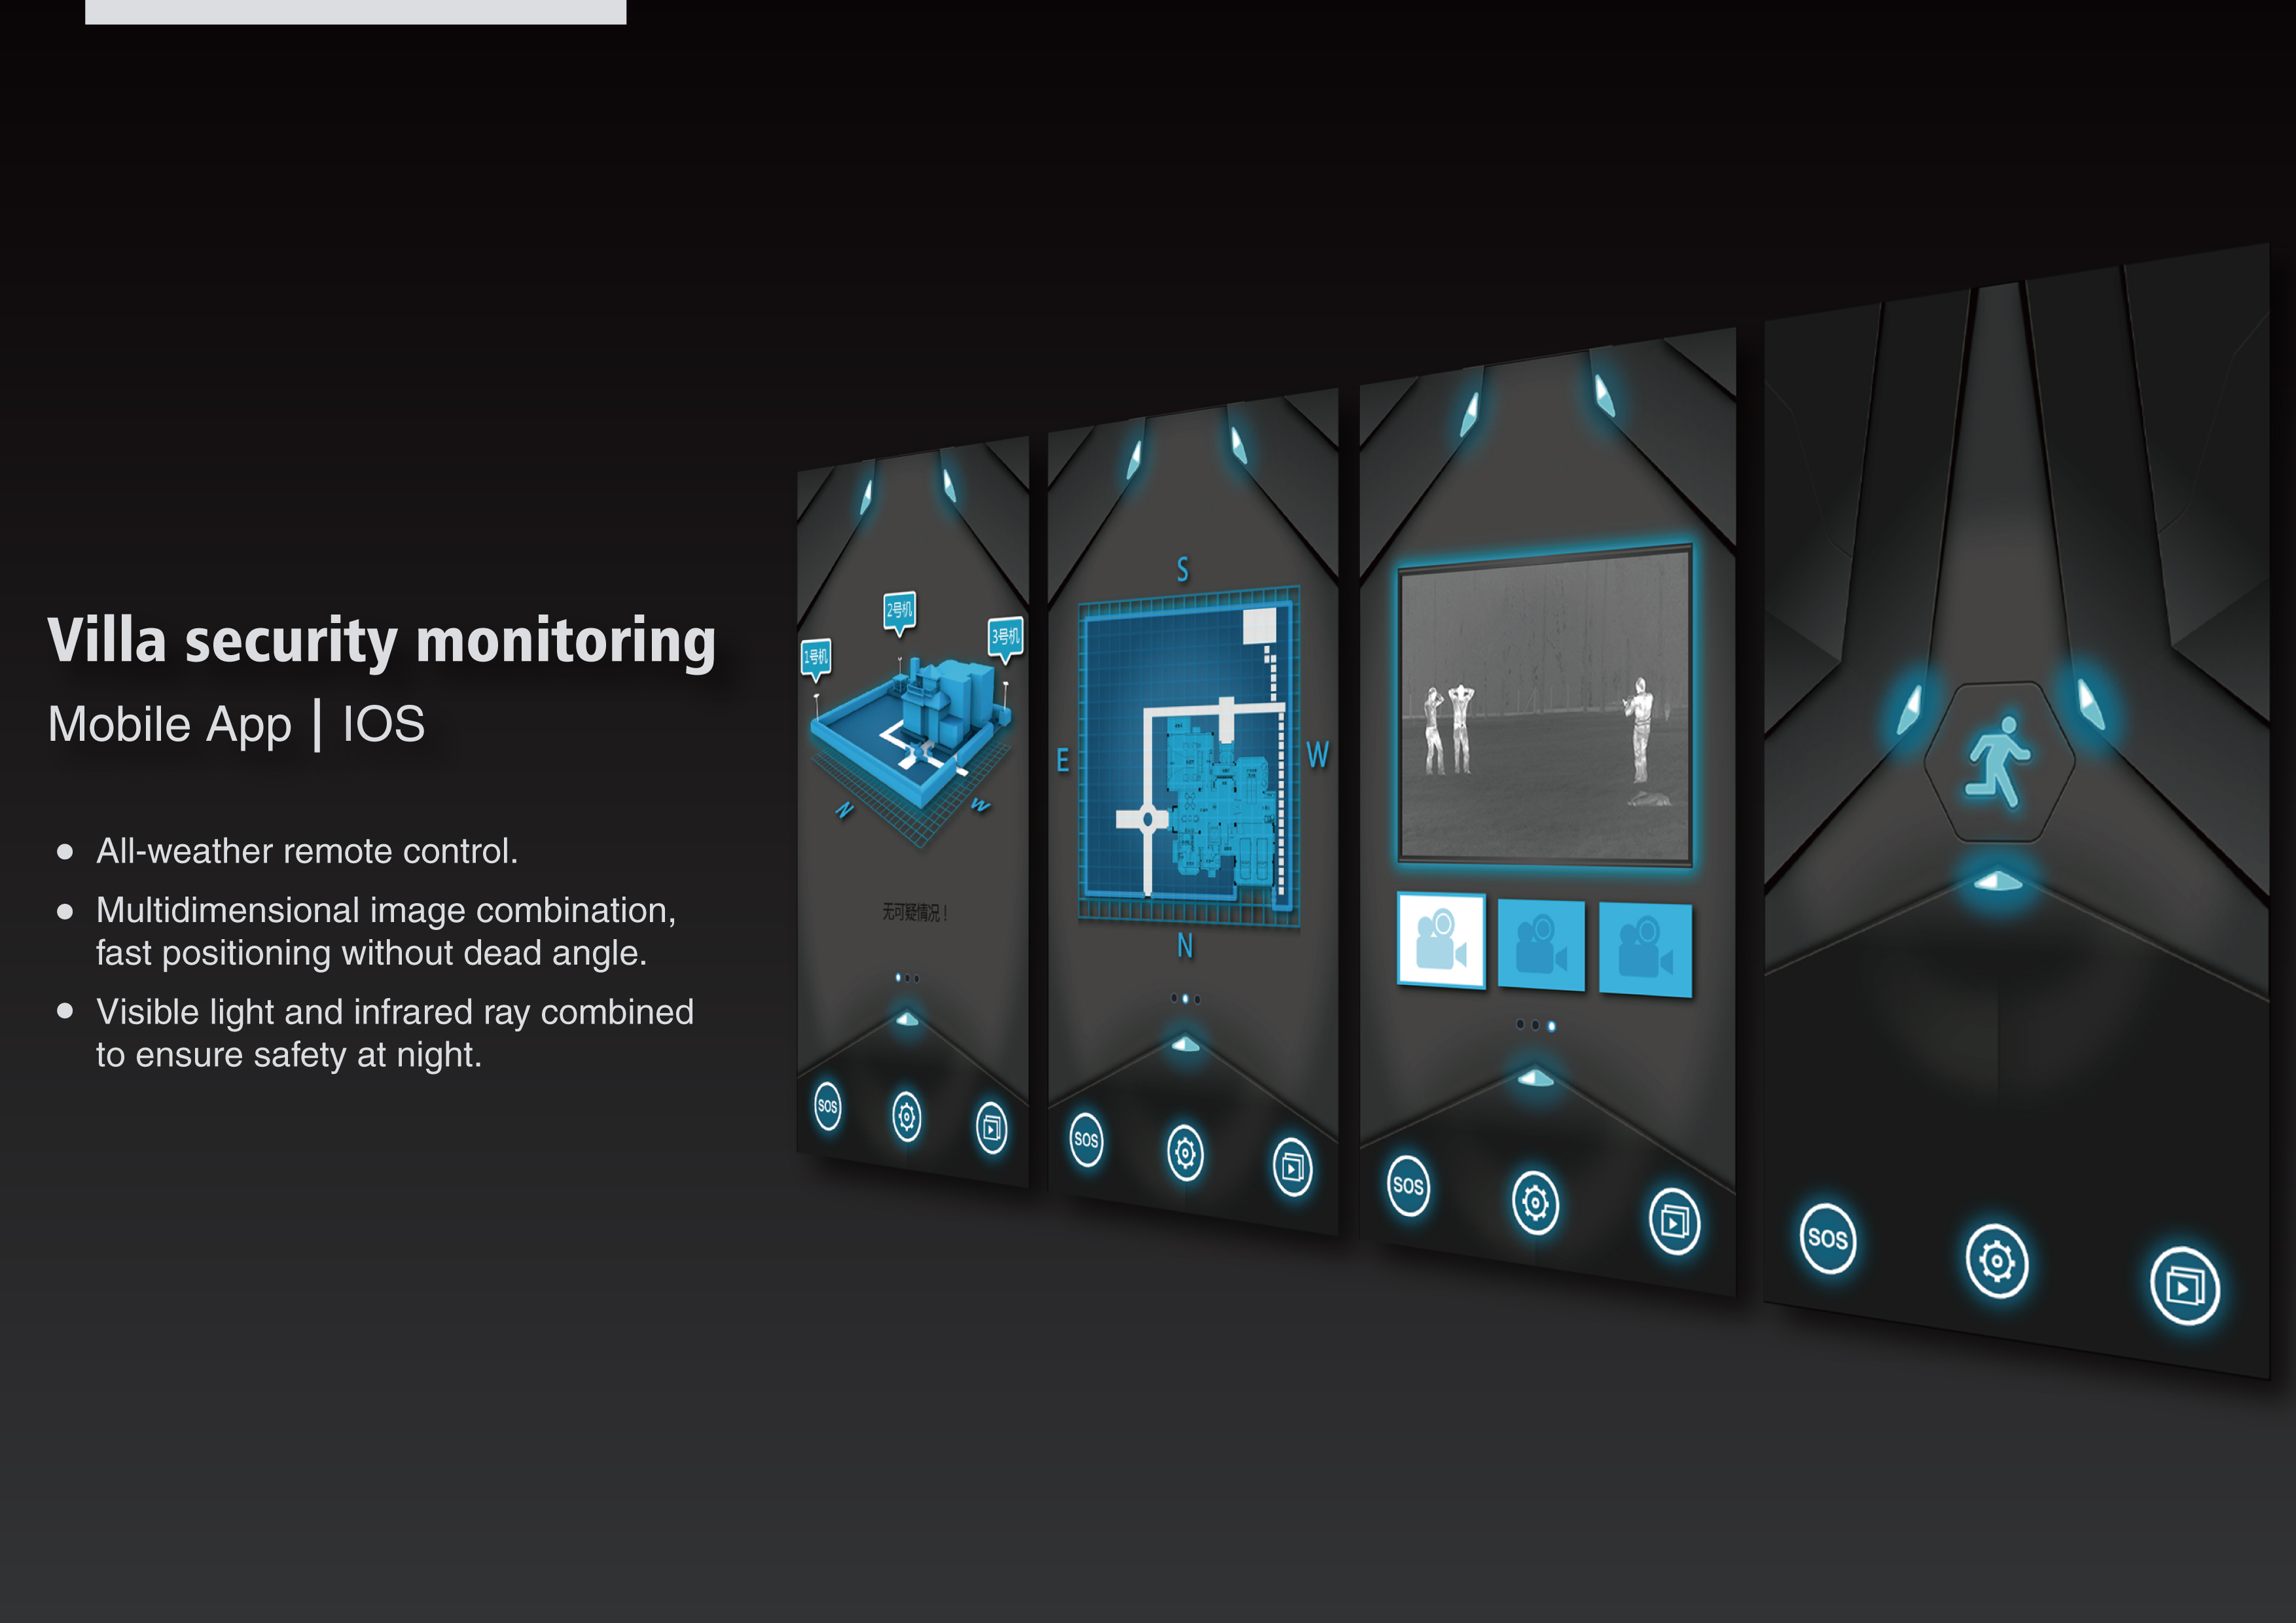 Villa security monitoring
Mobile App | IOS
● All-weather remote control.
● Multidimensional image combination,
fast positioning without dead angle.
● Visible light and infrared ray combined
to ensure safety at night.
1号机
2号机
3号机
N
W
无可疑情况！
SOS
S
E
W
N
SOS
SOS
SOS